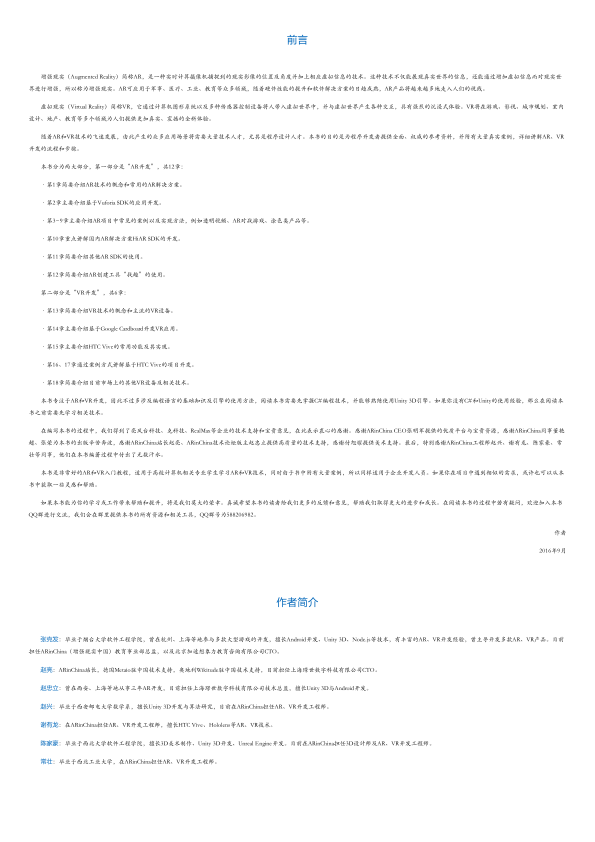 前言
增强现实（Augmented Reality）简称AR，是一种实时计算摄像机捕捉到的现实影像的位置及角度并加上相应虚拟信息的技术。这种技术不仅能展现真实世界的信息，还能通过增加虚拟信息而对现实世
界进行增强，所以称为增强现实。AR可应用于军事、医疗、工业、教育等众多领域，随着硬件性能的提升和软件解决方案的日趋成熟，AR产品将越来越多地走入人们的视线。
虚拟现实（Virtual Reality）简称VR，它通过计算机图形系统以及多种传感器控制设备将人带入虚拟世界中，并与虚拟世界产生各种交互，具有强烈的沉浸式体验。VR将在游戏、影视、城市规划、室内
设计、地产、教育等多个领域为人们提供更加真实、震撼的全新体验。
随着AR和VR技术的飞速发展，由此产生的众多应用场景将需要大量技术人才，尤其是程序设计人才。本书的目的是为程序开发者提供全面、权威的参考资料，并附有大量真实案例，详细讲解AR、VR
开发的流程和步骤。
本书分为两大部分，第一部分是“AR开发”，共12章：
·第1章简要介绍AR技术的概念和常用的AR解决方案。
·第2章主要介绍基于Vuforia SDK的应用开发。
·第3~9章主要介绍AR项目中常见的案例以及实现方法，例如透明视频、AR对战游戏、涂色类产品等。
·第10章重点讲解国内AR解决方案HiAR SDK的开发。
·第11章简要介绍其他AR SDK的使用。
·第12章简要介绍AR创建工具“我趣”的使用。
第二部分是“VR开发”，共6章：
·第13章简要介绍VR技术的概念和主流的VR设备。
·第14章主要介绍基于Google Cardboard开发VR应用。
·第15章主要介绍HTC Vive的常用功能及其实现。
·第16、17章通过案例方式讲解基于HTC Vive的项目开发。
·第18章简要介绍目前市场上的其他VR设备及相关技术。
本书专注于AR和VR开发，因此不过多涉及编程语言的基础知识及引擎的使用方法，阅读本书需要先掌握C#编程技术，并能够熟练使用Unity 3D引擎。如果您没有C#和Unity的使用经验，那么在阅读本
书之前需要先学习相关技术。
在编写本书的过程中，我们得到了亮风台科技、克科技、RealMax等企业的技术支持和宝贵意见，在此表示衷心的感谢。感谢ARinChina CEO张明军提供的优质平台与宝贵资源，感谢ARinChina同事董艳
超、张蒙为本书的出版辛劳奔波，感谢ARinChina站长赵亮、ARinChina技术论坛版主赵忠立提供高质量的技术支持，感谢付旭程提供美术支持。最后，特别感谢ARinChina工程师赵兴、谢有龙、陈家豪、常
壮等同事，他们在本书编著过程中付出了无数汗水。
本书是非常好的AR和VR入门教程，适用于高校计算机相关专业学生学习AR和VR技术，同时由于书中附有大量案例，所以同样适用于企业开发人员。如果你在项目中遇到相似的需求，或许也可以从本
书中获取一些灵感和帮助。
如果本书能为你的学习或工作带来帮助和提升，将是我们莫大的荣幸。真诚希望本书的读者给我们更多的反馈和意见，帮助我们取得更大的进步和成长。在阅读本书的过程中若有疑问，欢迎加入本书
QQ群进行交流，我们会在群里提供本书的所有资源和相关工具，QQ群号为588206982。
作者
2016年9月
作者简介
张克发：毕业于烟台大学软件工程学院，曾在杭州、上海等地参与多款大型游戏的开发，擅长Android开发、Unity 3D、Node.js等技术，有丰富的AR、VR开发经验，曾主导开发多款AR、VR产品。目前
担任ARinChina（增强现实中国）教育事业部总监，以及北京加速想象力教育咨询有限公司CTO。
赵亮：ARinChina站长，德国Metaio驻中国技术支持，奥地利Wikitude驻中国技术支持，目前担任上海缔世数字科技有限公司CTO。
赵忠立：曾在西安、上海等地从事三年AR开发，目前担任上海缔世数字科技有限公司技术总监，擅长Unity 3D与Android开发。
赵兴：毕业于西安邮电大学数学系，擅长Unity 3D开发与算法研究，目前在ARinChina担任AR、VR开发工程师。
谢有龙：在ARinChina担任AR、VR开发工程师，擅长HTC Vive、Hololens等AR、VR技术。
陈家豪：毕业于西北大学软件工程学院，擅长3D美术制作、Unity 3D开发、Unreal Engine开发。目前在ARinChina担任3D设计师及AR、VR开发工程师。
常壮：毕业于西北工业大学，在ARinChina担任AR、VR开发工程师。